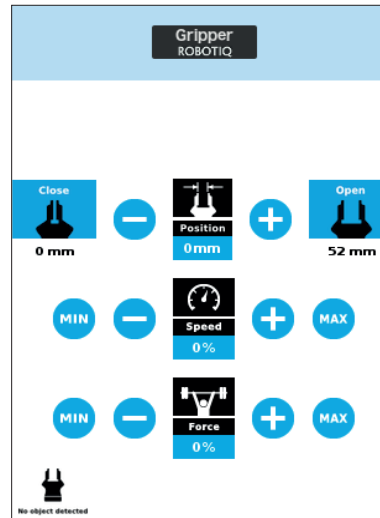 Gripper
ROBOTIQ
Close
Open
Position
0mm
0 mm
52 mm
MIN
MAX
Speed
0%
MIN
MAX
Force
0%
No object detected